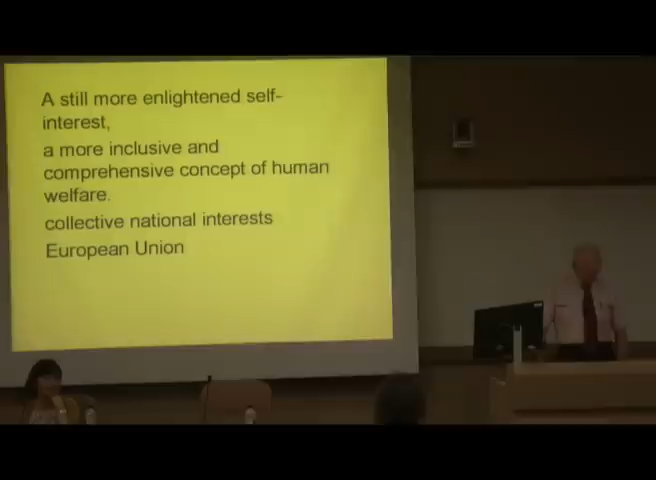 A still more enlightened self-
interest,
a more inclusive and
comprehensive concept of human
welfare.
collective national interests
European Union